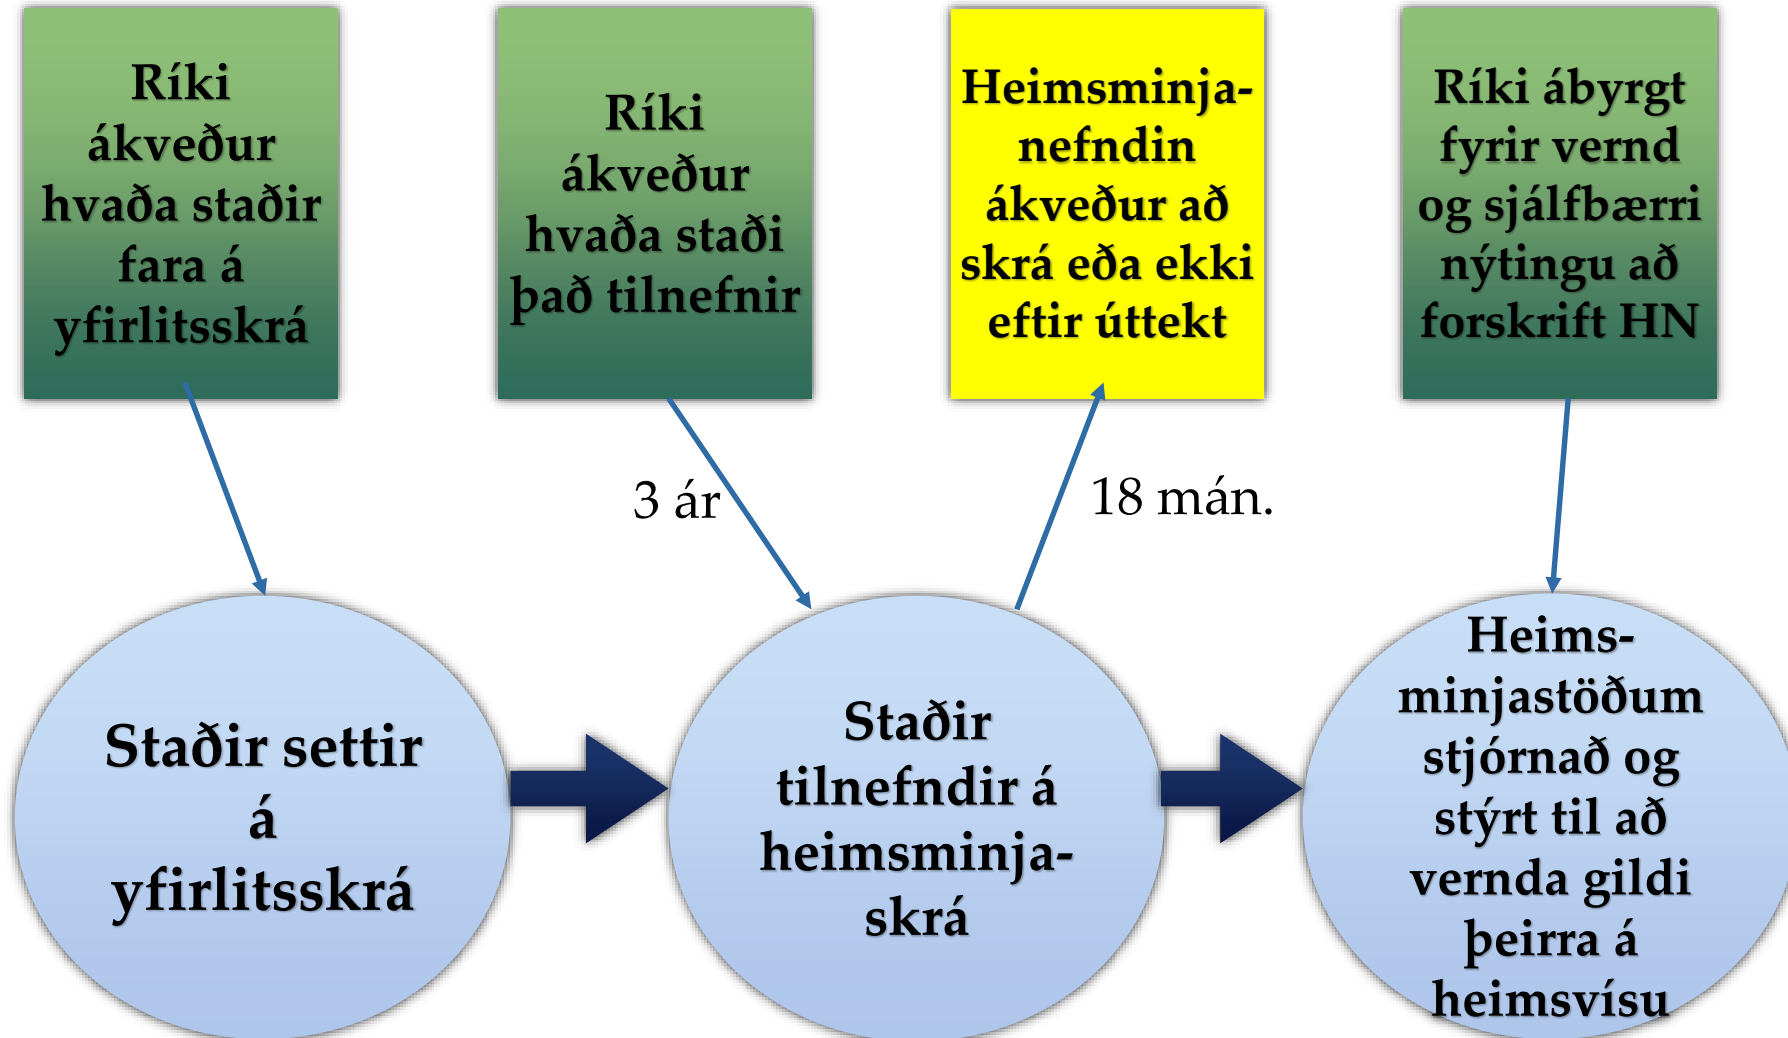 Ríki
ákveður
hvaða staðir
fara á
yfirlitsskrá
Ríki
ákveður
hvaða staði
það tilnefnir
Heimsminja-
nefndin
ákveður að
skrá eða ekki
eftir úttekt
Ríki ábyrgt
fyrir vernd
og sjálfbærri
nýtingu að
forskrift HN
3 ár
18 mán.
Staðir settir
á
yfirlitsskrá
Staðir
tilnefndir á
heimsminja-
skrá
Heims-
minjastöðum
stjórnað og
stýrt til að
vernda gildi
þeirra á
heimsvísu